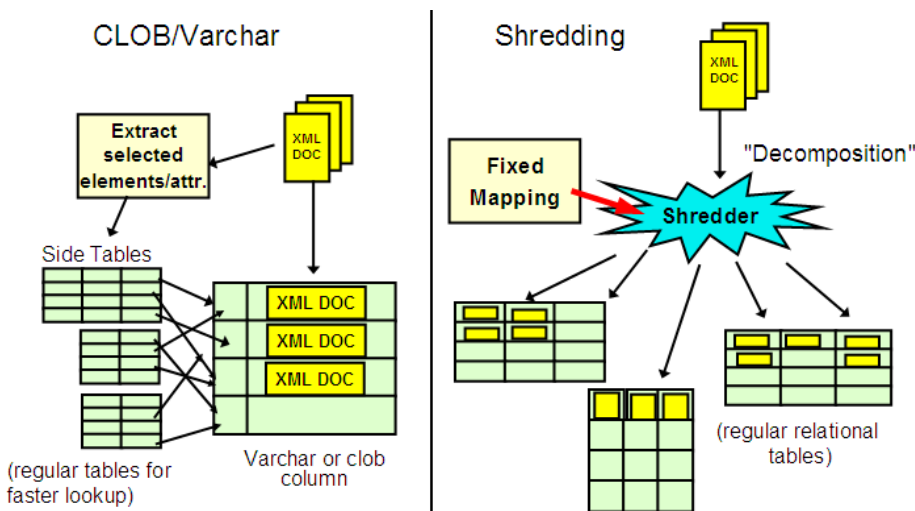 CLOB/Varchar
XML
DOC
Extract
selected
elements/attr.
Side Tables
XML DOC
XML DOC
XML DOC
(regular tables for
faster lookup)
Varchar or clob
column
Shredding
XML
DOC
"Decomposition"
Fixed
Mapping
Shredder
(regular relational
tables)